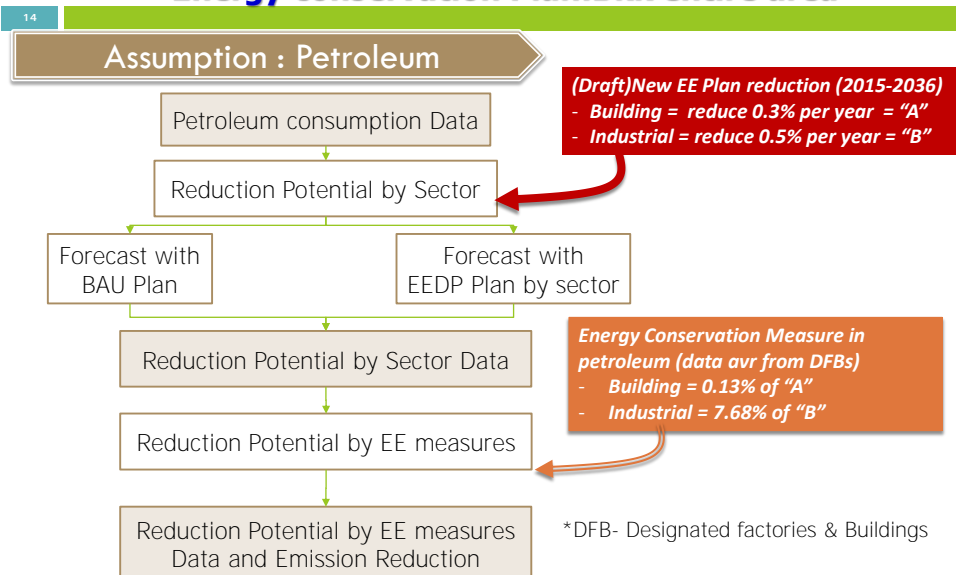 14
Assumption : Petroleum
(Draft)New EE Plan reduction (2015-2036)
- Building = reduce 0.3% per year = “A”
- Industrial = reduce 0.5% per year = “B”
Petroleum consumption Data
Reduction Potential by Sector
Forecast with
BAU Plan
Forecast with
EEDP Plan by sector
Energy Conservation Measure in
petroleum (data avr from DFBs)
- Building = 0.13% of “A”
- Industrial = 7.68% of “B”
Reduction Potential by Sector Data
Reduction Potential by EE measures
Reduction Potential by EE measures
Data and Emission Reduction
*DFB- Designated factories & Buildings